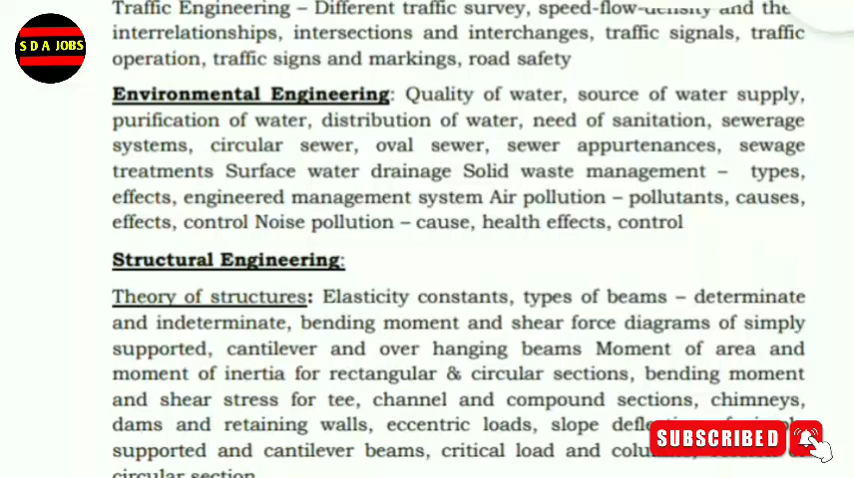 Traffic Engineering – Different traffic survey, speed-flow-density and the
interrelationships, intersections and interchanges, traffic signals, traffic
operation, traffic signs and markings, road safety
S D A JOBS
Environmental Engineering: Quality of water, source of water supply,
purification of water, distribution of water, need of sanitation, sewerage
systems, circular sewer, oval sewer, sewer appurtenances, sewage
treatments Surface water drainage Solid waste management – types,
effects, engineered management system Air pollution – pollutants, causes,
effects, control Noise pollution – cause, health effects, control
Structural Engineering:
Theory of structures: Elasticity constants, types of beams – determinate
and indeterminate, bending moment and shear force diagrams of simply
supported, cantilever and over hanging beams Moment of area and
moment of inertia for rectangular & circular sections, bending moment
and shear stress for tee, channel and compound sections, chimneys,
dams and retaining walls, eccentric loads, slope
supported and cantilever beams, critical load and
circular section
SUBSCRIBED